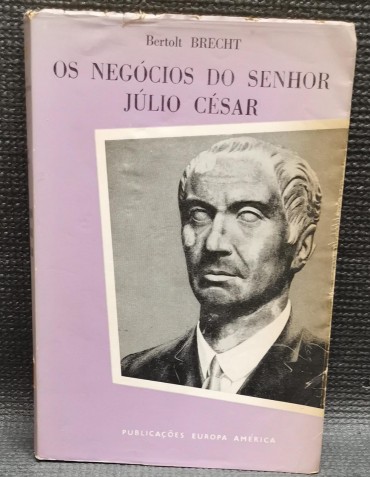 Bertolt BRECHT
OS NEGÓCIOS DO SENHOR
JÚLIO CÉSAR
PUBLICAÇÕES EUROPA AMÉRICA